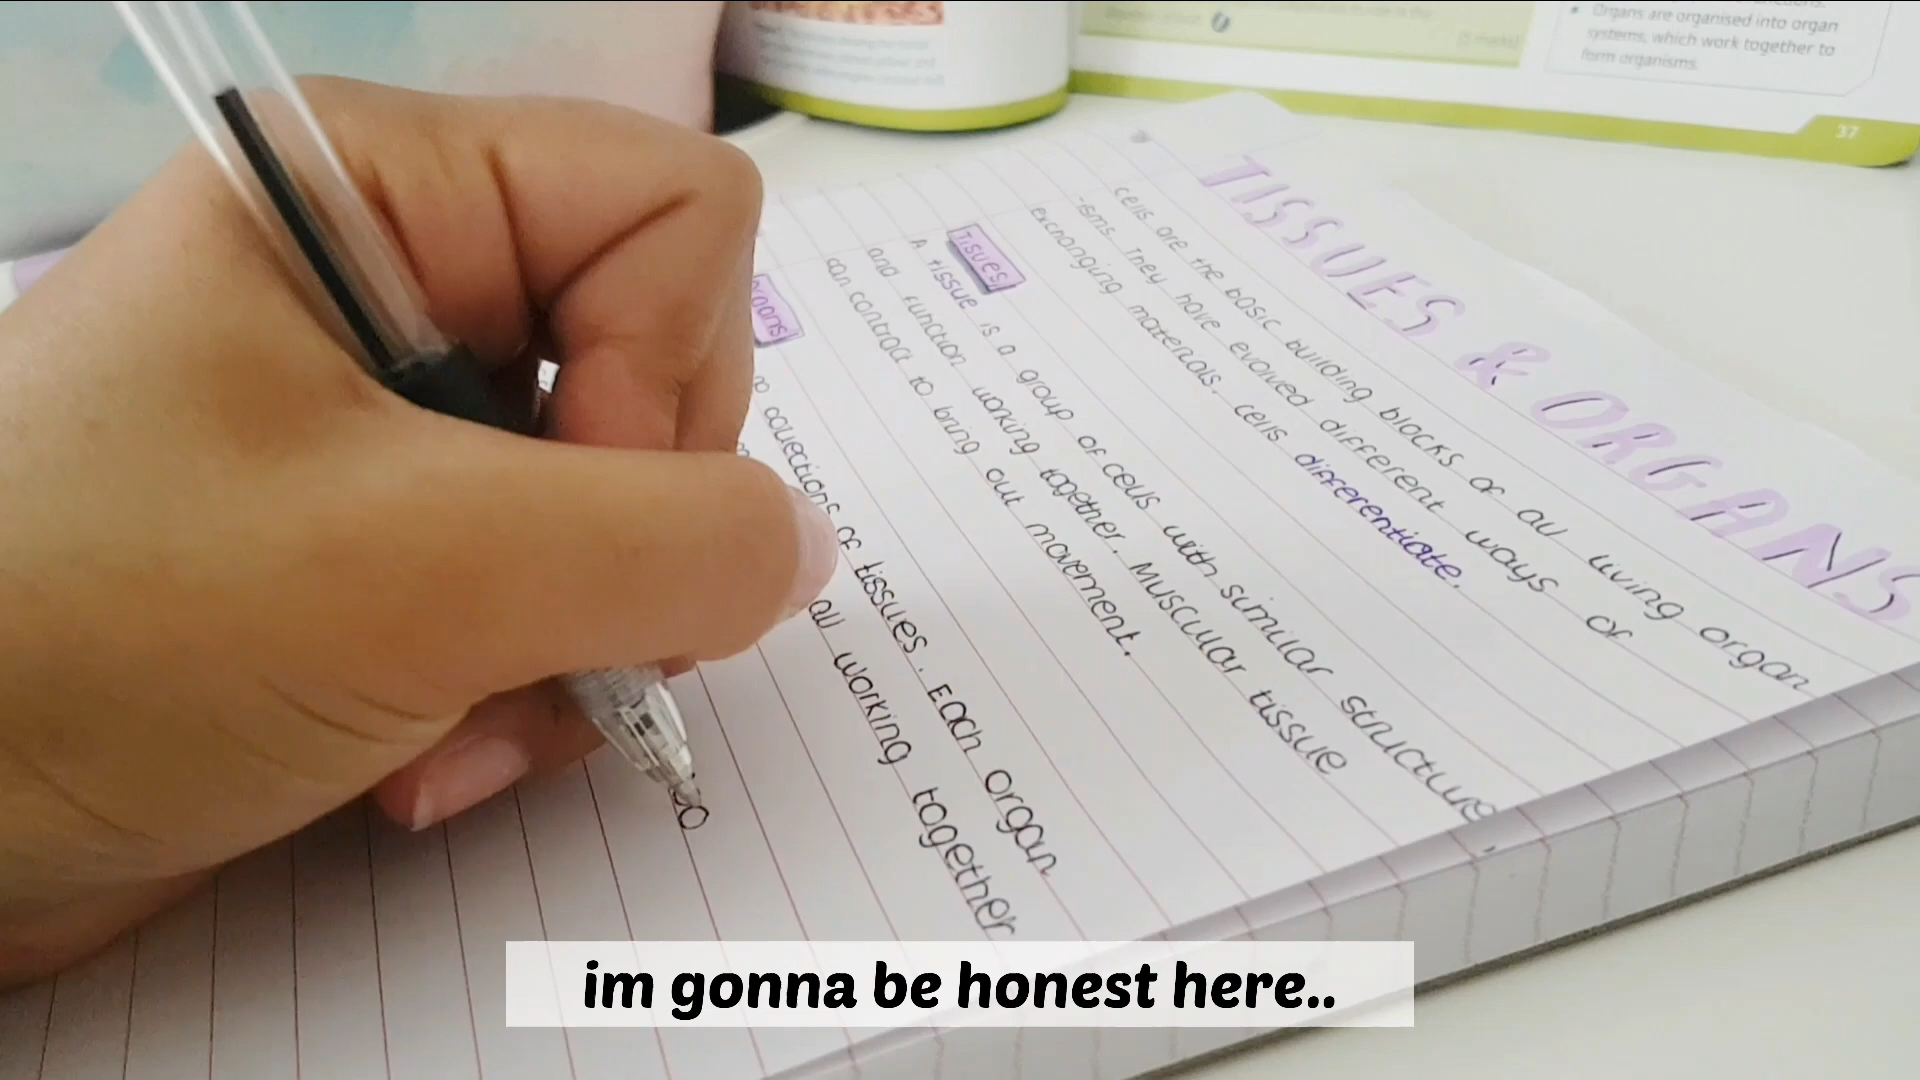 Organs are organised into organ
systems, which work together to
form organisms.
37
TISSUES & ORGANS
cells are the basic building blocks of all living organ
-isms. They have evolved different ways of
exchanging materials. cells differentiate.
Tissues
A tissue is a group of cells with similar structure
and function working together. Muscular tissue
can contract to bring out movement.
collections of tissues. Each organ
all working together
im gonna be honest here..